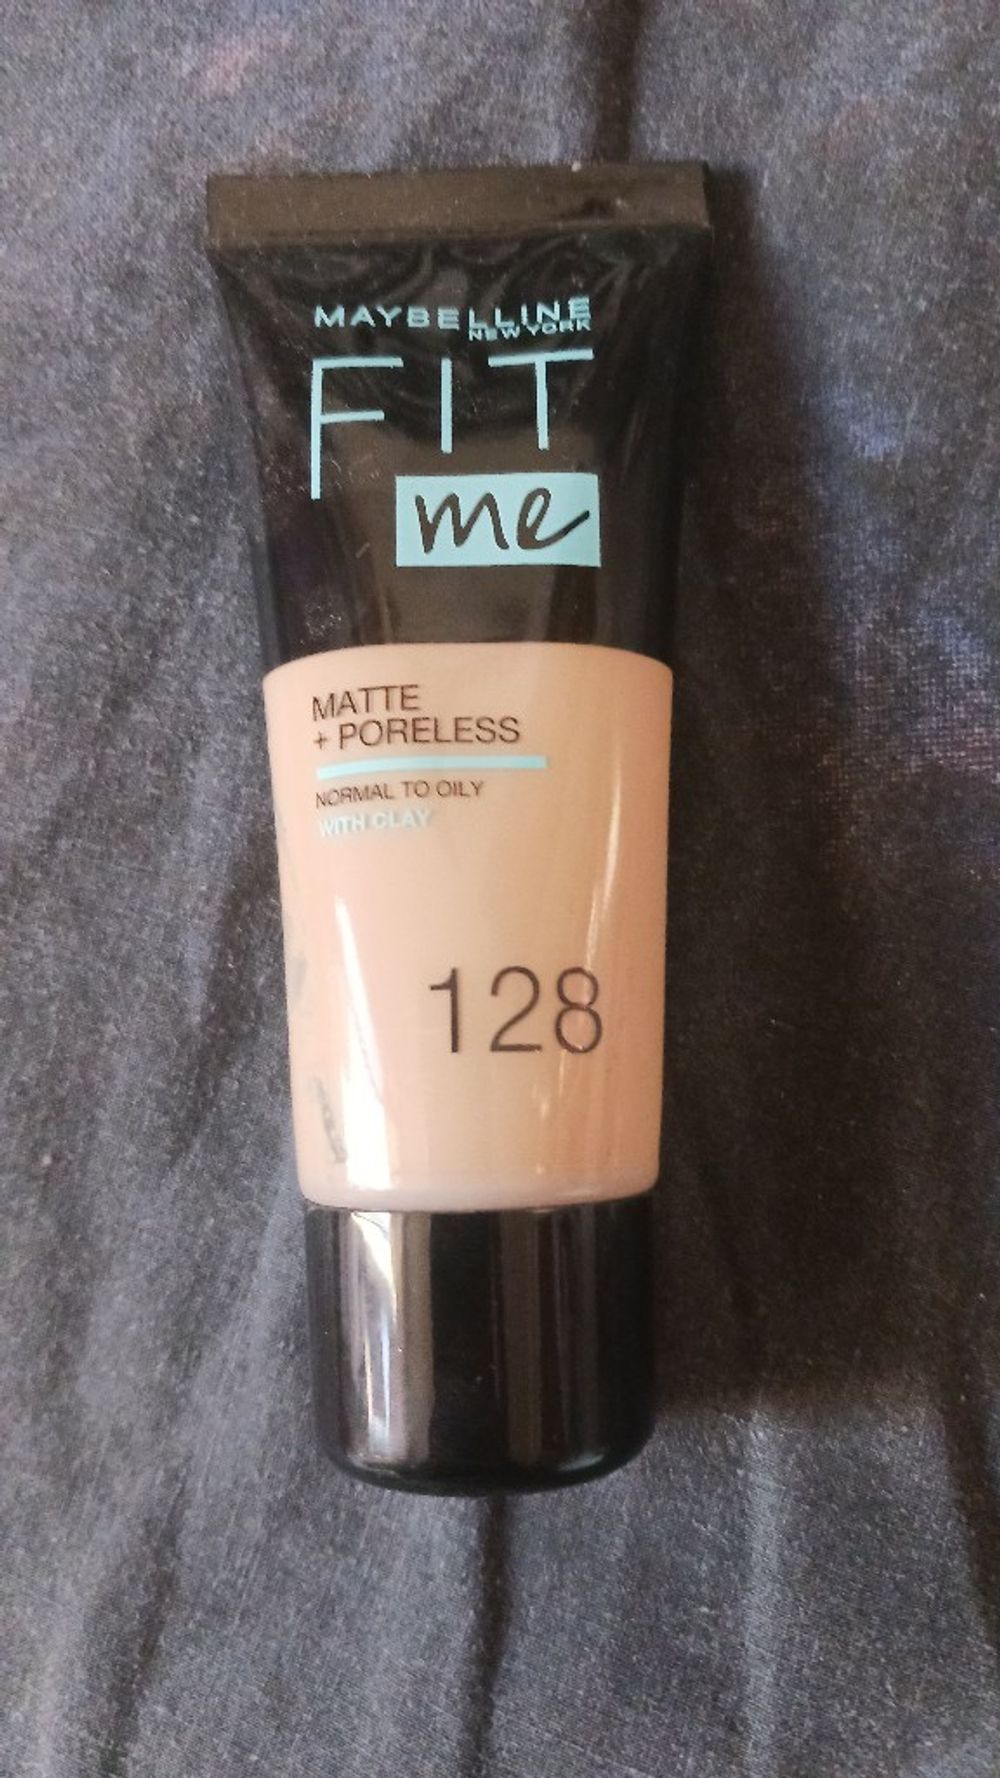 MAYBELLINE
NEW YORK
FIT
me
MATTE
+ PORELESS
NORMAL TO OILY
WITH CLAY
128